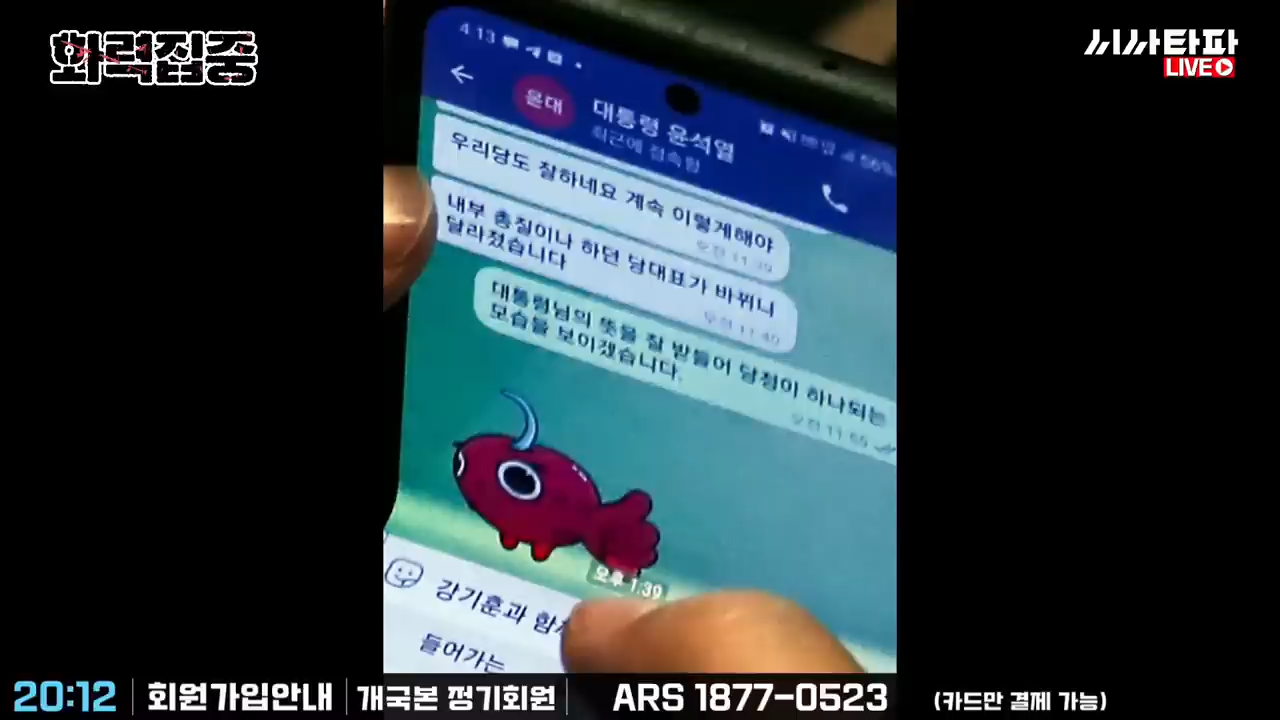 화력집중
시사타파
LIVE
4:13
윤대
대통령 윤석열
최근에 접속함
56%
우리당도 잘하네요 계속 이렇게해야
오전 11:39
내부 총질이나 하던 당대표가 바뀌니
달라졌습니다
오전 11:40
대통령님의 뜻을 잘 받들어 당정이 하나되는
모습을 보이겠습니다.
오전 11:55
오후 1:39
강기훈과 함
들어가는
20:12 회원가입안내 개국본 정기회원 ARS 1877-0523 (카드만 결제 가능)